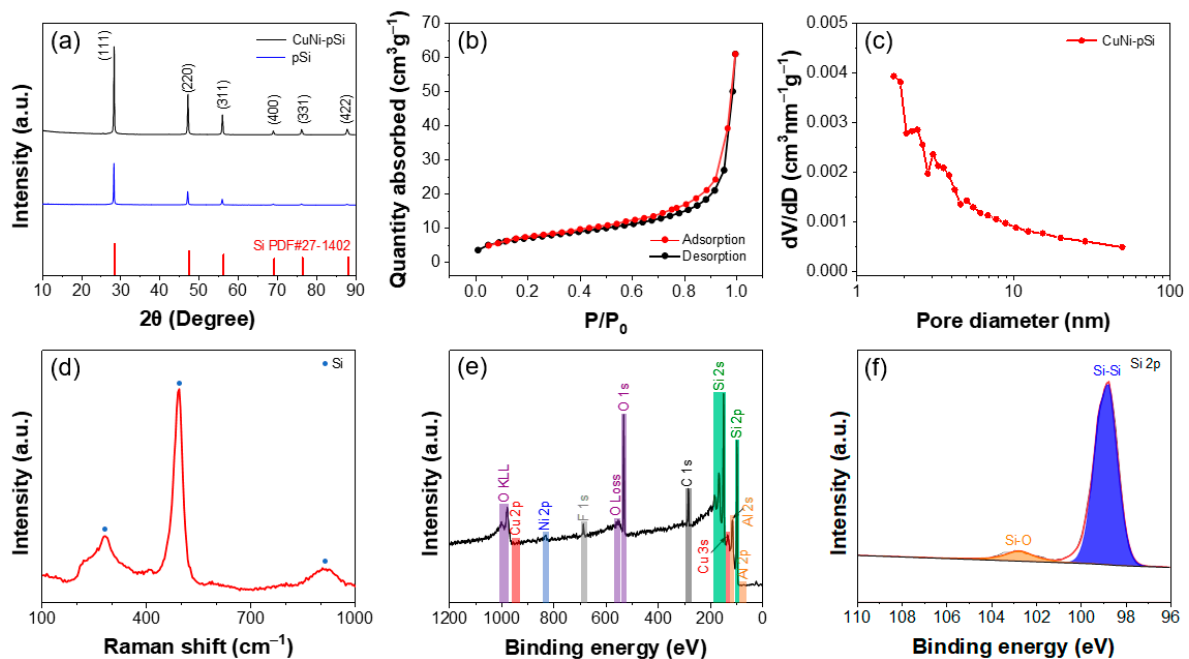 (a)
CuNi-pSi
pSi
(111)
(220)
(311)
(400)
(331)
(422)
Si PDF#27-1402
Intensity (a.u.)
10 20 30 40 50 60 70 80 90
2θ (Degree)
(b)
Quantity absorbed (cm³g⁻¹)
70
60
50
40
30
20
10
0
Adsorption
Desorption
0.0 0.2 0.4 0.6 0.8 1.0
P/P₀
(c)
CuNi-pSi
dV/dD (cm³nm⁻¹g⁻¹)
0.005
0.004
0.003
0.002
0.001
0.000
1 10 100
Pore diameter (nm)
(d)
Si
Intensity (a.u.)
100 400 700 1000
Raman shift (cm⁻¹)
(e)
Intensity (a.u.)
O KLL
Cu 2p
Ni 2p
F 1s
O Loss
O 1s
C 1s
Si 2s
Cu 3s
Si 2p
Al 2s
Al 2p
1200 1000 800 600 400 200 0
Binding energy (eV)
(f)
Si-Si
Si 2p
Si-O
Intensity (a.u.)
110 108 106 104 102 100 98 96
Binding energy (eV)